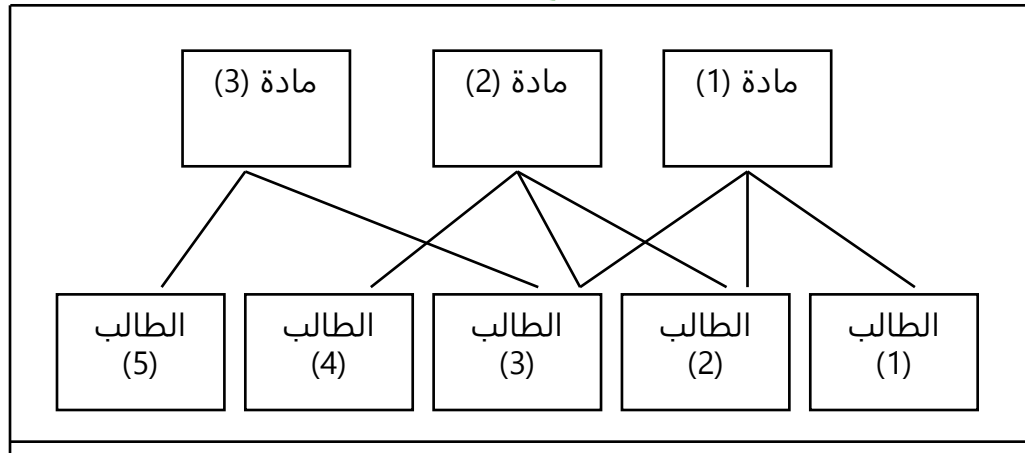 مادة (1)
مادة (2)
مادة (3)
الطالب
(1)
الطالب
(2)
الطالب
(3)
الطالب
(4)
الطالب
(5)